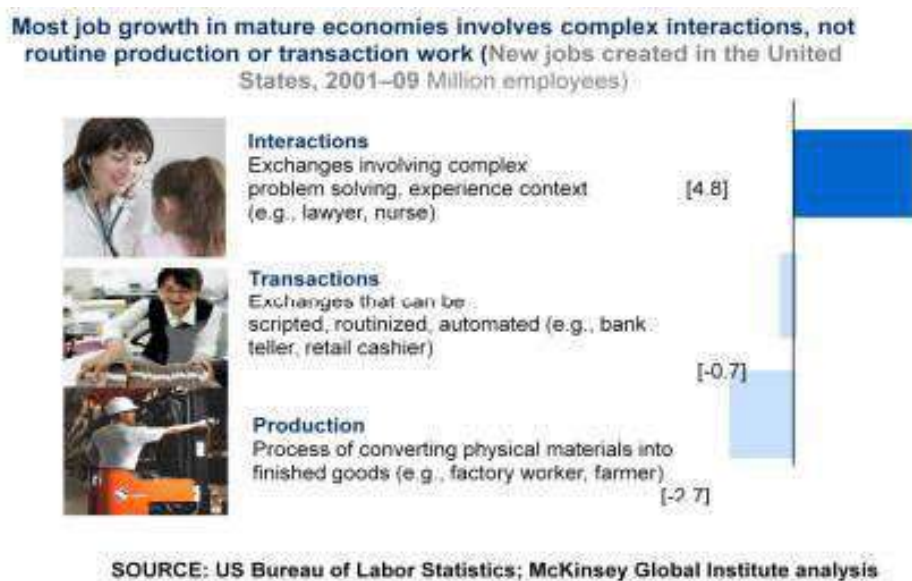 Most job growth in mature economies involves complex interactions, not
routine production or transaction work (New jobs created in the United
States, 2001–09 Million employees)
Interactions
Exchanges involving complex
problem solving, experience context
(e.g., lawyer, nurse)
[4.8]
Transactions
Exchanges that can be
scripted, routinized, automated (e.g., bank
teller, retail cashier)
[-0.7]
Production
Process of converting physical materials into
finished goods (e.g., factory worker, farmer)
[-2.7]
SOURCE: US Bureau of Labor Statistics; McKinsey Global Institute analysis